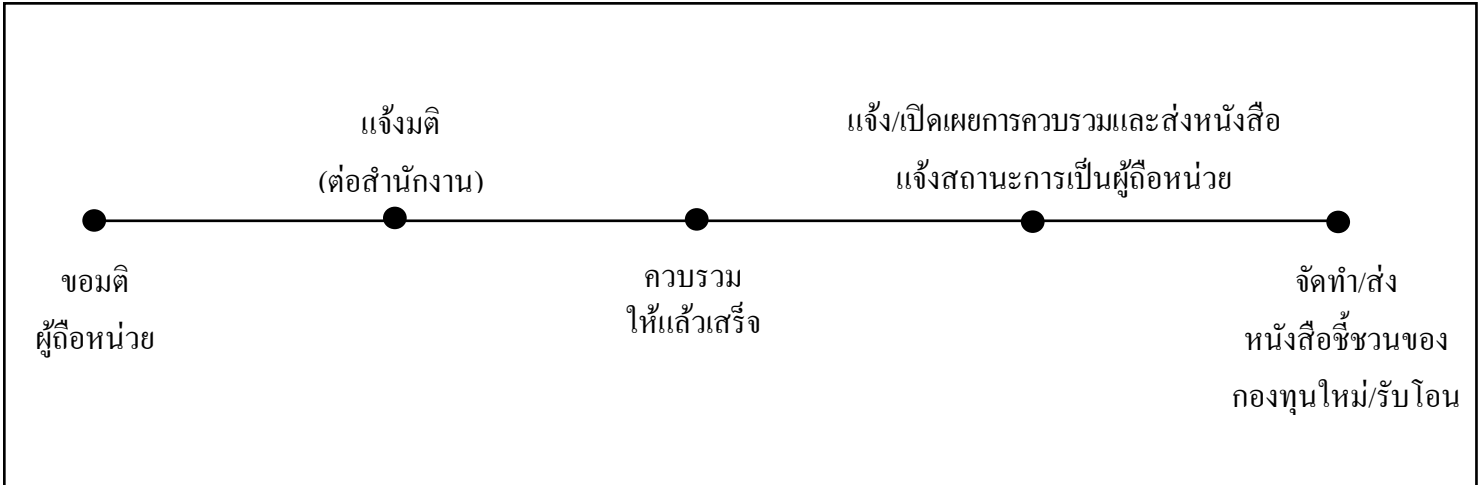 แจ้งมติ
(ต่อสำนักงาน)
แจ้ง/เปิดเผยการควบรวมและส่งหนังสือ
แจ้งสถานะการเป็นผู้ถือหน่วย
ขอมติ
ผู้ถือหน่วย
ควบรวม
ให้แล้วเสร็จ
จัดทำ/ส่ง
หนังสือชี้ชวนของ
กองทุนใหม่/รับโอน